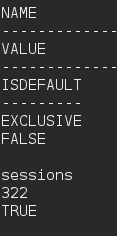 NAME
-------------
VALUE
-------------
ISDEFAULT
---------
EXCLUSIVE
FALSE

sessions
322
TRUE